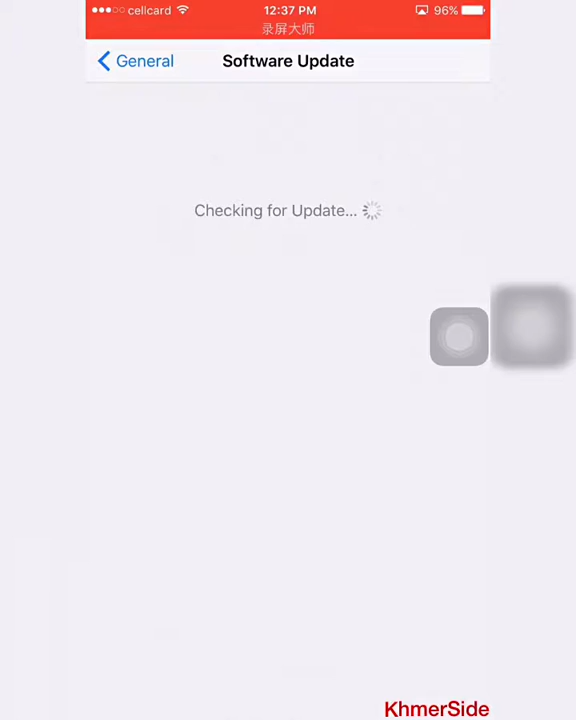 cellcard 12:37 PM 96%
录屏大师
General Software Update
Checking for Update...
KhmerSide